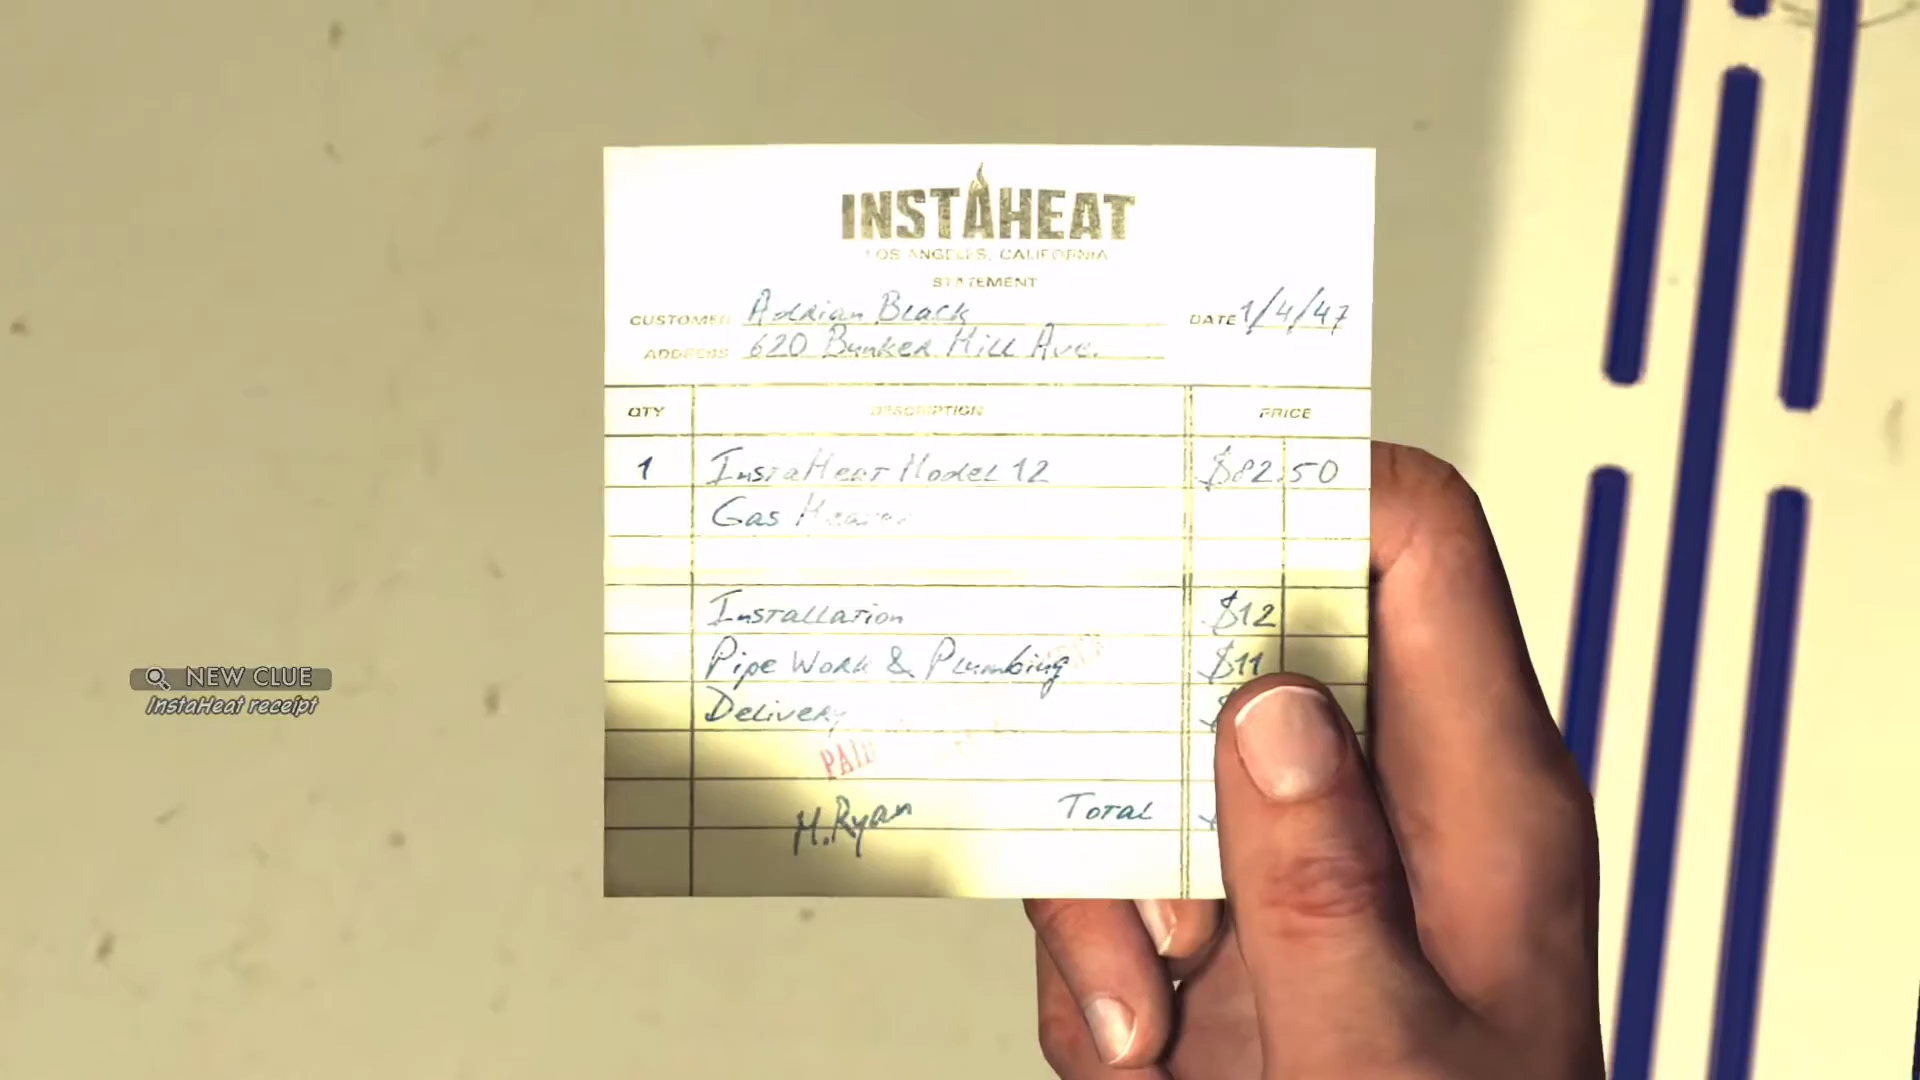 INSTAHEAT
LOS ANGELES, CALIFORNIA
STATEMENT
CUSTOMER Adrian Black DATE 1/4/47
ADDRESS 620 Bunker Hill Ave.
QTY DESCRIPTION PRICE
1 InstaHeat Model 12 $82.50
Gas Heater
Installation $12
Pipe Work & Plumbing $11
Delivery $
PAID
M.Ryan Total
NEW CLUE
InstaHeat receipt